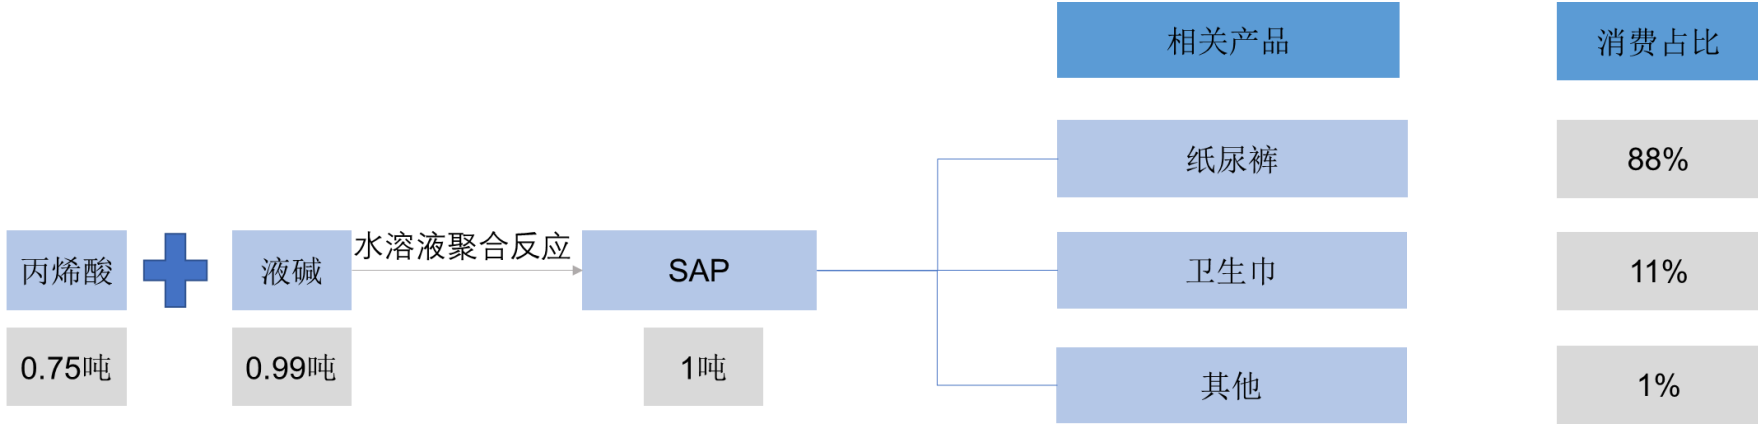 相关产品
消费占比
纸尿裤
88%
丙烯酸
液碱
水溶液聚合反应
SAP
卫生巾
11%
0.75吨
0.99吨
1吨
其他
1%